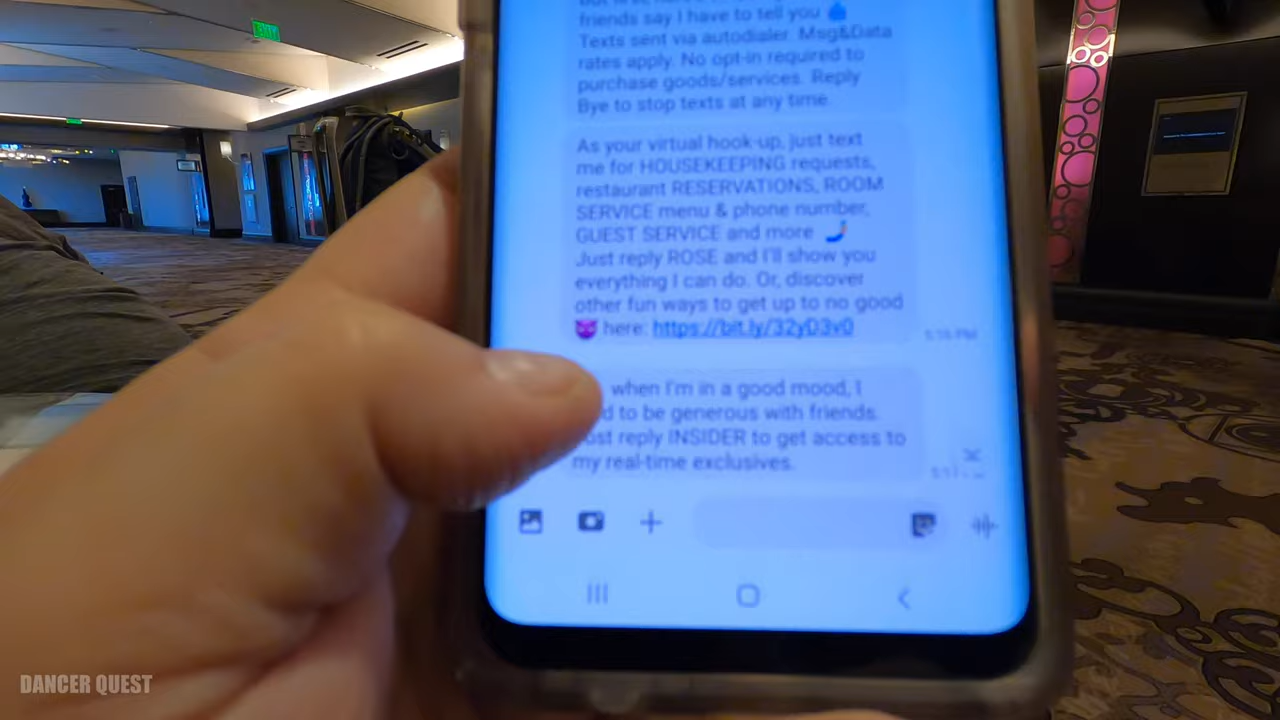 EXIT
friends say I have to tell you
Texts sent via autodialer. Msg&Data
rates apply. No opt-in required to
purchase goods/services. Reply
Bye to stop texts at any time.
As your virtual hook-up, just text
me for HOUSEKEEPING requests,
restaurant RESERVATIONS, ROOM
SERVICE menu & phone number,
GUEST SERVICE and more 🤳
Just reply ROSE and I'll show you
everything I can do. Or, discover
other fun ways to get up to no good
😈 here: https://bit.ly/32yD3v0
5:16 PM
when I'm in a good mood, I
to be generous with friends.
reply INSIDER to get access to
my real-time exclusives.
DANCER QUEST